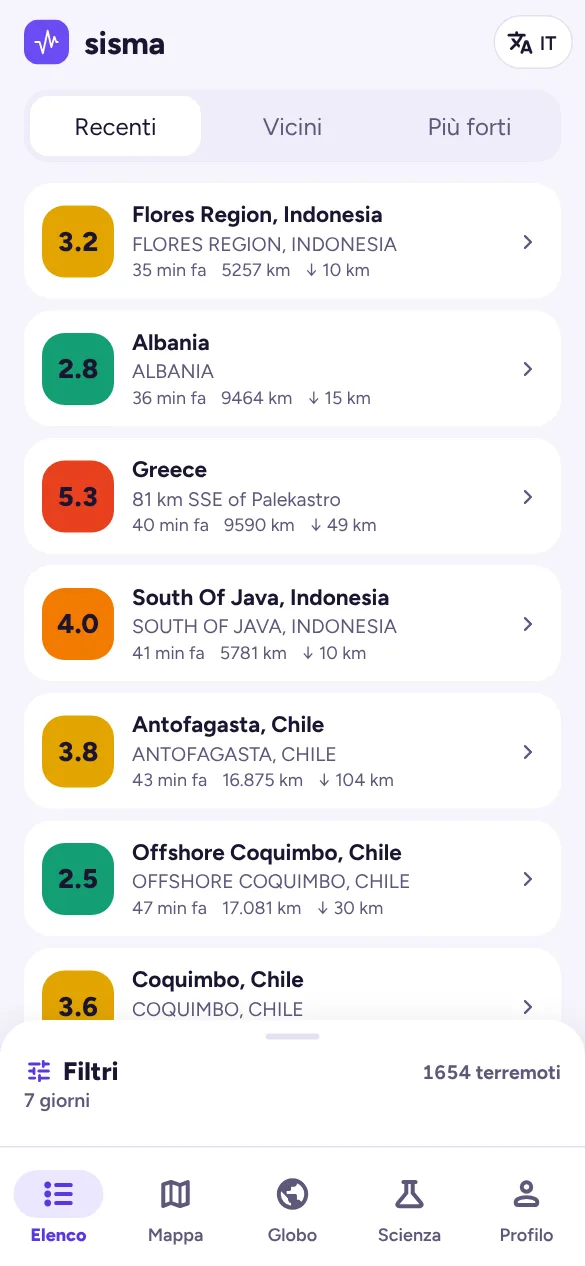 sisma
IT
Recenti
Vicini
Più forti
3.2
Flores Region, Indonesia
FLORES REGION, INDONESIA
35 min fa 5257 km ↓ 10 km
2.8
Albania
ALBANIA
36 min fa 9464 km ↓ 15 km
5.3
Greece
81 km SSE of Palekastro
40 min fa 9590 km ↓ 49 km
4.0
South Of Java, Indonesia
SOUTH OF JAVA, INDONESIA
41 min fa 5781 km ↓ 10 km
3.8
Antofagasta, Chile
ANTOFAGASTA, CHILE
43 min fa 16.875 km ↓ 104 km
2.5
Offshore Coquimbo, Chile
OFFSHORE COQUIMBO, CHILE
47 min fa 17.081 km ↓ 30 km
3.6
Coquimbo, Chile
COQUIMBO, CHILE
Filtri
1654 terremoti
7 giorni
Elenco
Mappa
Globo
Scienza
Profilo